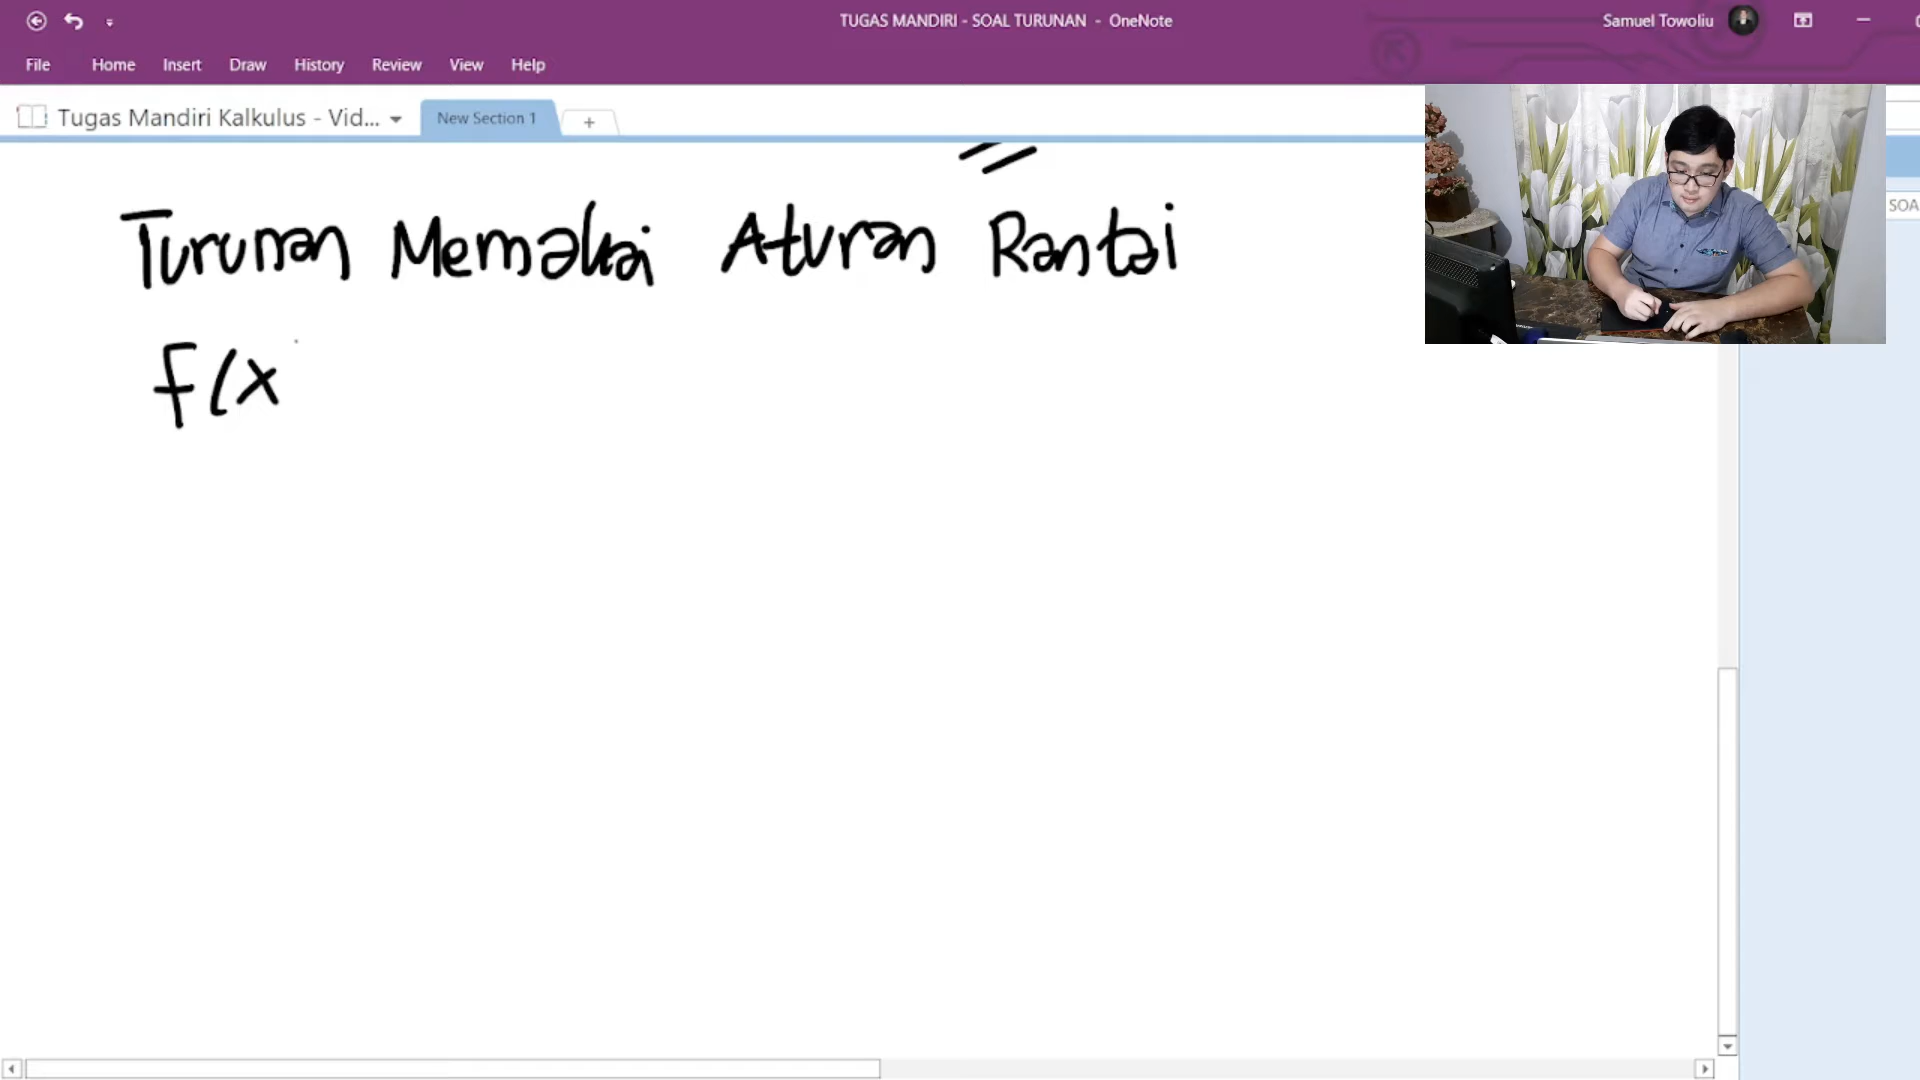 TUGAS MANDIRI - SOAL TURUNAN - OneNote
Samuel Towoliu
File Home Insert Draw History Review View Help
Tugas Mandiri Kalkulus - Vid...
New Section 1
+
SOA
Turunan Memakai Aturan Rantai
f(x